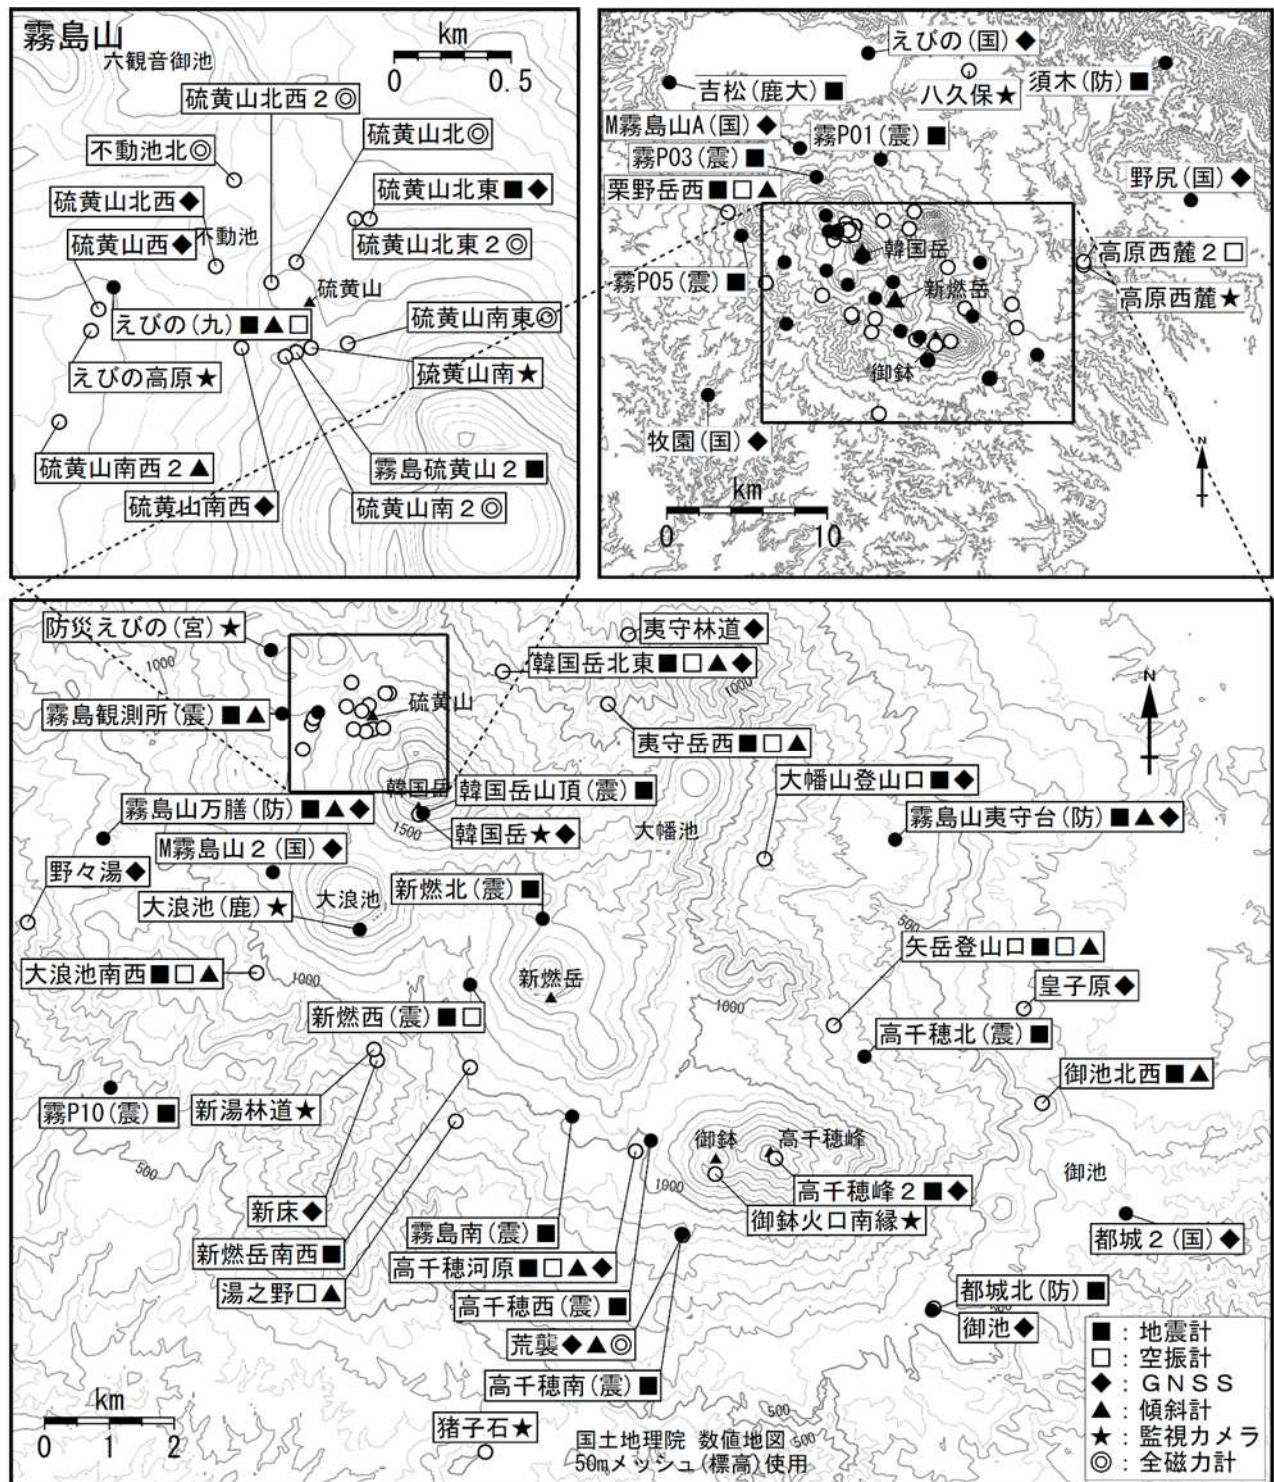 霧島山
六観音御池
km
0 0.5
硫黄山北西2◎
硫黄山北◎
不動池北◎
硫黄山北東■◆
硫黄山北西◆
不動池
硫黄山北東2◎
硫黄山西◆
硫黄山
えびの(九)■▲□
硫黄山南東◎
えびの高原★
硫黄山南★
硫黄山南西2▲
霧島硫黄山2■
硫黄山南西◆
硫黄山南2◎
えびの(国)◆
吉松(鹿大)■
八久保★
須木(防)■
M霧島山A(国)◆
霧P01(震)■
霧P03(震)■
栗野岳西■□▲
野尻(国)◆
韓国岳
高原西麓2□
霧P05(震)■
新燃岳
高原西麓★
御鉢
牧園(国)◆
km
0 10
N
防災えびの(宮)★
夷守林道◆
1000
韓国岳北東■□▲◆
1000
N
霧島観測所(震)■▲
硫黄山
夷守岳西■□▲
大幡山登山口■◆
韓国岳
韓国岳山頂(震)■
霧島山万膳(防)■▲◆
1500
韓国岳★◆
大幡池
霧島山夷守台(防)■▲◆
M霧島山2(国)◆
野々湯◆
大浪池
新燃北(震)■
大浪池(鹿)★
500
矢岳登山口■□▲
大浪池南西■□▲
1000
新燃岳
皇子原◆
1000
新燃西(震)■□
高千穂北(震)■
御池北西■▲
霧P10(震)■
新湯林道★
500
御鉢
高千穂峰
御池
1000
高千穂峰2■◆
新床◆
霧島南(震)■
御鉢火口南縁★
新燃岳南西■
都城2(国)◆
高千穂河原■□▲◆
湯之野□▲
高千穂西(震)■
都城北(防)■
荒襲◆▲◎
御池◆
高千穂南(震)■
■：地震計
□：空振計
◆：GNSS
▲：傾斜計
★：監視カメラ
◎：全磁力計
km
0 1 2
猪子石★
500
500
国土地理院 数値地図
50mメッシュ(標高)使用